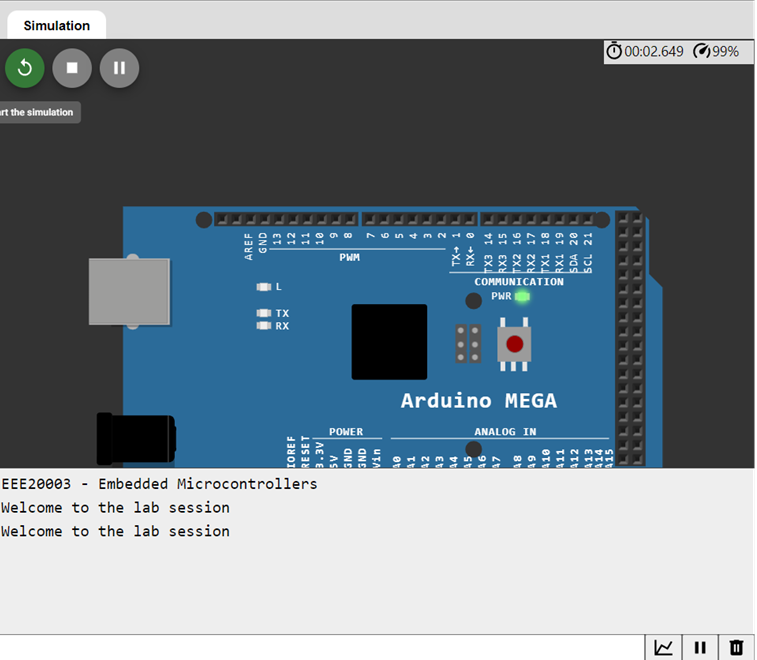 Simulation
00:02.649 99%
rt the simulation
AREF GND 13 12 11 10 9 8 7 6 5 4 3 2 1 0 14 15 16 17 18 19 20 21
TX→ RX← TX3 RX3 TX2 RX2 TX1 RX1 SDA SCL
PWM
COMMUNICATION
L
PWR
TX
RX
Arduino MEGA
POWER ANALOG IN
IOREF RESET 3.3V 5V GND GND Vin A0 A1 A2 A3 A4 A5 A6 A7 A8 A9 A10 A11 A12 A13 A14 A15
EEE20003 - Embedded Microcontrollers
Welcome to the lab session
Welcome to the lab session